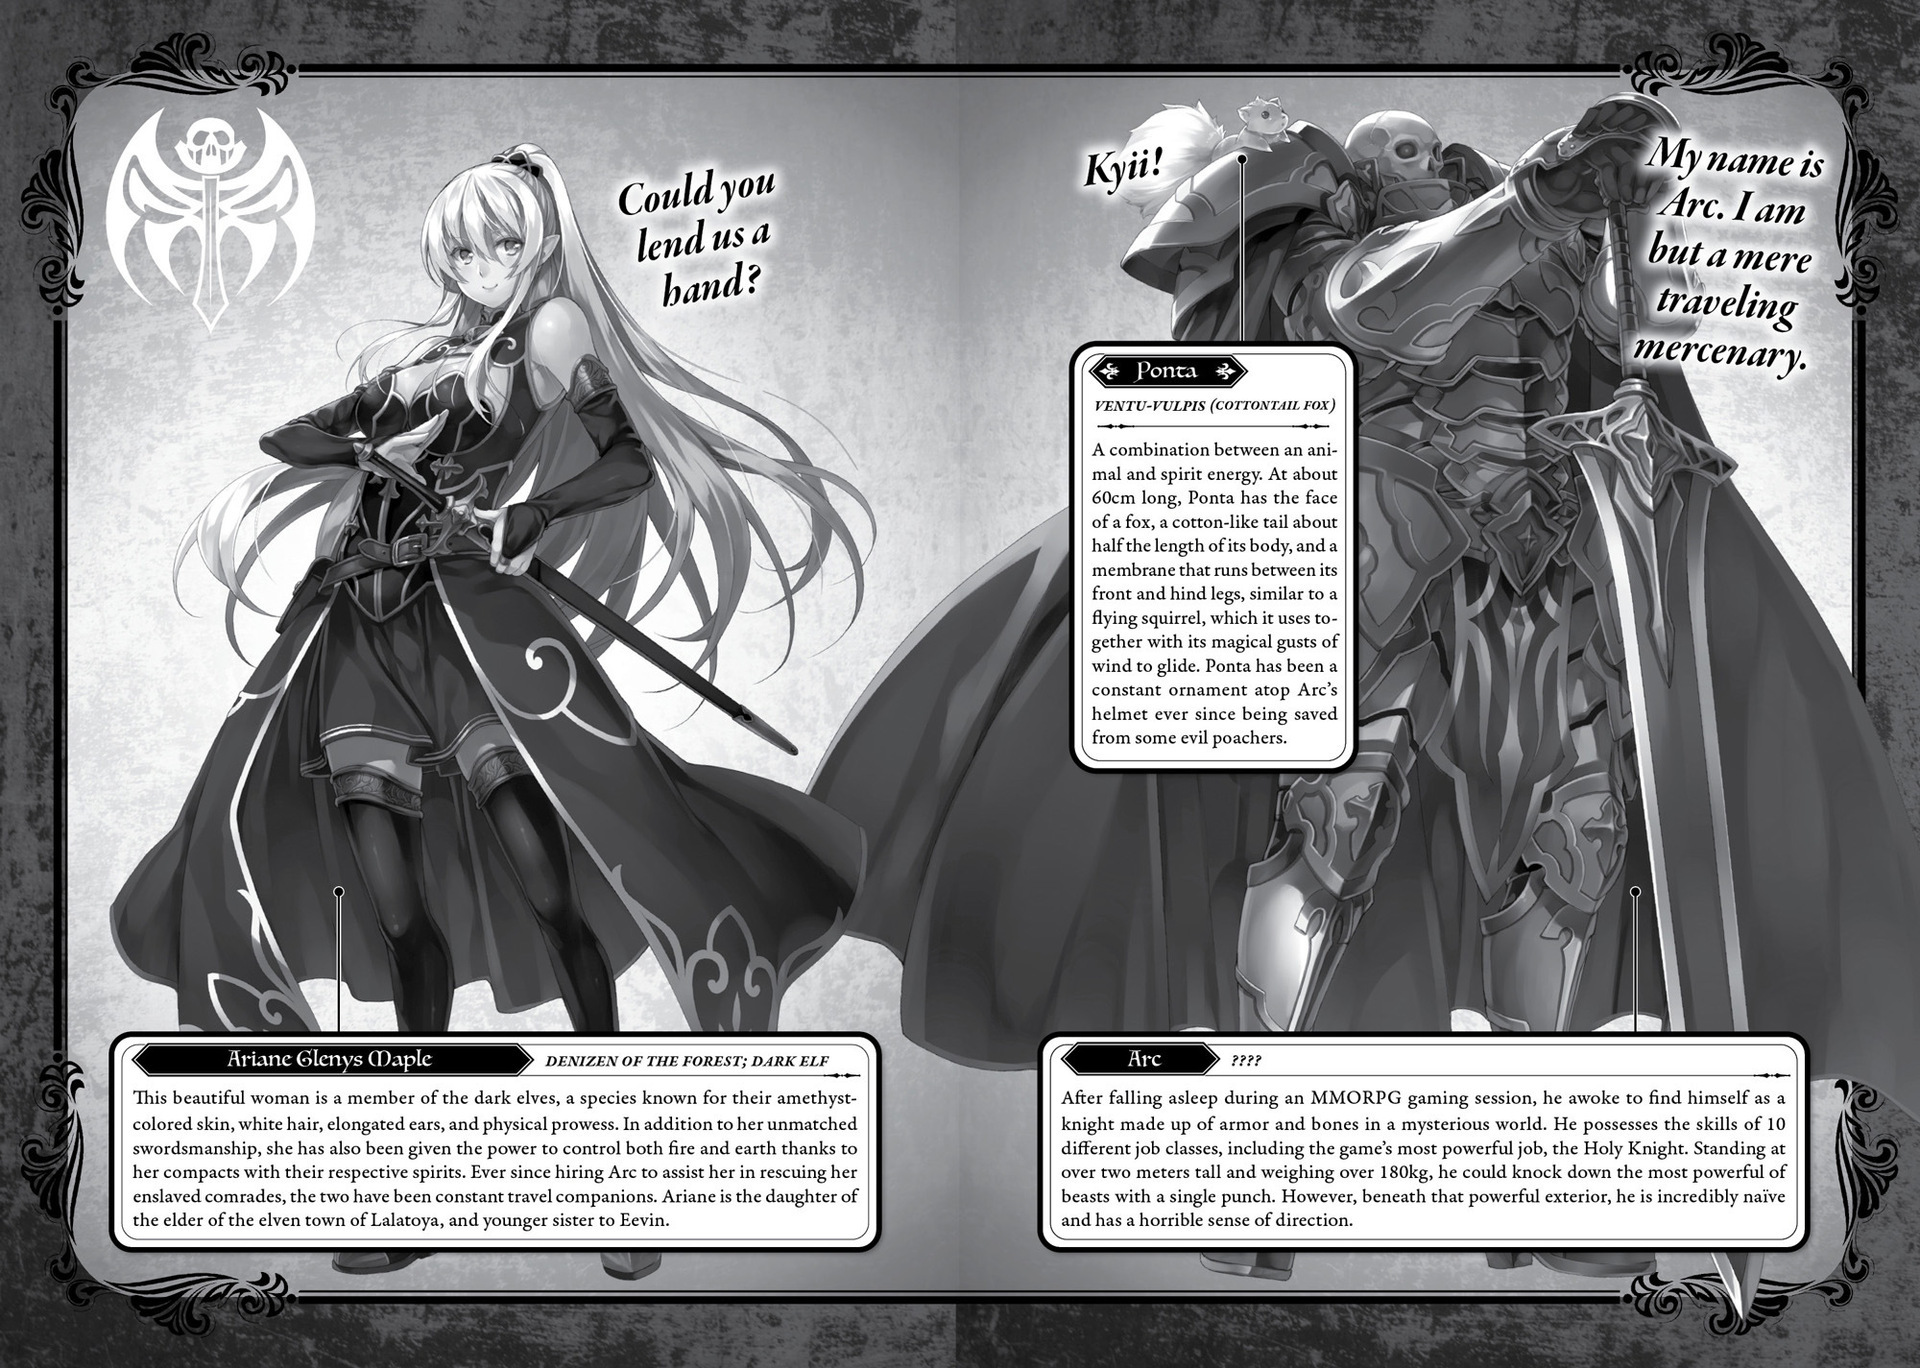 Could you
lend us a
hand?
Ariane Glenys Maple
DENIZEN OF THE FOREST; DARK ELF
This beautiful woman is a member of the dark elves, a species known for their amethyst-
colored skin, white hair, elongated ears, and physical prowess. In addition to her unmatched
swordsmanship, she has also been given the power to control both fire and earth thanks to
her compacts with their respective spirits. Ever since hiring Arc to assist her in rescuing her
enslaved comrades, the two have been constant travel companions. Ariane is the daughter of
the elder of the elven town of Lalatoya, and younger sister to Eevin.
Kyii!
My name is
Arc. I am
but a mere
traveling
mercenary.
Ponta
VENTU-VULPIS (COTTONTAIL FOX)
A combination between an ani-
mal and spirit energy. At about
60cm long, Ponta has the face
of a fox, a cotton-like tail about
half the length of its body, and a
membrane that runs between its
front and hind legs, similar to a
flying squirrel, which it uses to-
gether with its magical gusts of
wind to glide. Ponta has been a
constant ornament atop Arc's
helmet ever since being saved
from some evil poachers.
Arc
????
After falling asleep during an MMORPG gaming session, he awoke to find himself as a
knight made up of armor and bones in a mysterious world. He possesses the skills of 10
different job classes, including the game's most powerful job, the Holy Knight. Standing at
over two meters tall and weighing over 180kg, he could knock down the most powerful of
beasts with a single punch. However, beneath that powerful exterior, he is incredibly naïve
and has a horrible sense of direction.